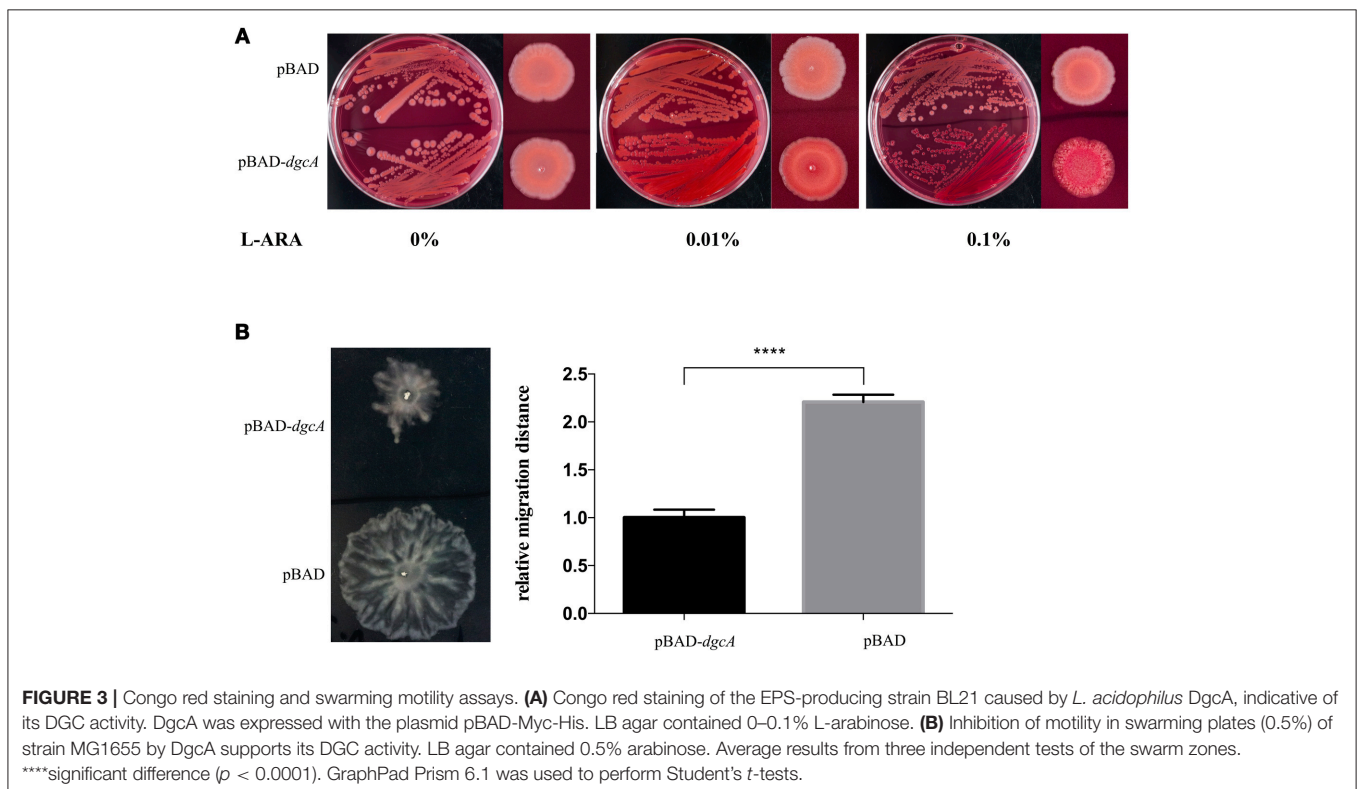 A
pBAD
pBAD-dgcA
L-ARA 0% 0.01% 0.1%
B
pBAD-dgcA
pBAD
relative migration distance
2.5
2.0
1.5
1.0
0.5
0.0
****
pBAD-dgcA pBAD
FIGURE 3 | Congo red staining and swarming motility assays. (A) Congo red staining of the EPS-producing strain BL21 caused by L. acidophilus DgcA, indicative of
its DGC activity. DgcA was expressed with the plasmid pBAD-Myc-His. LB agar contained 0–0.1% L-arabinose. (B) Inhibition of motility in swarming plates (0.5%) of
strain MG1655 by DgcA supports its DGC activity. LB agar contained 0.5% arabinose. Average results from three independent tests of the swarm zones.
****significant difference (p < 0.0001). GraphPad Prism 6.1 was used to perform Student's t-tests.